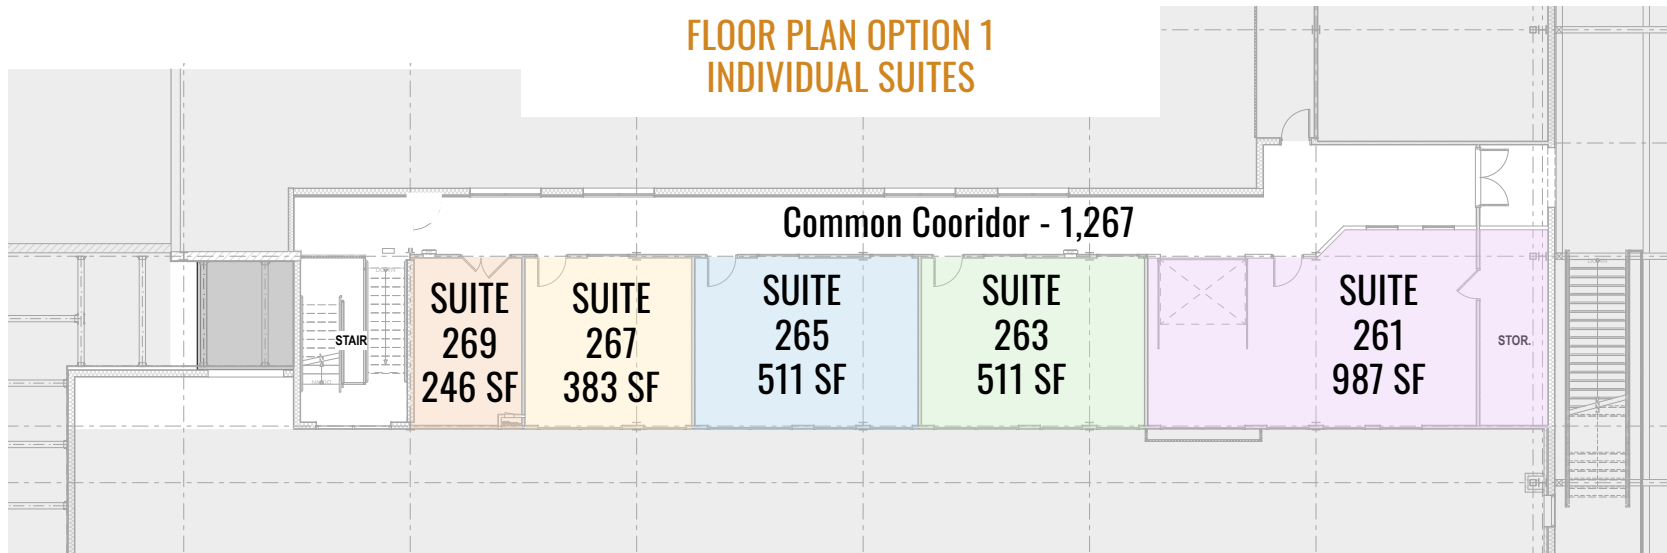 FLOOR PLAN OPTION 1
INDIVIDUAL SUITES
Common Cooridor - 1,267
SUITE
269
246 SF
SUITE
267
383 SF
SUITE
265
511 SF
SUITE
263
511 SF
SUITE
261
987 SF
STAIR
STOR.